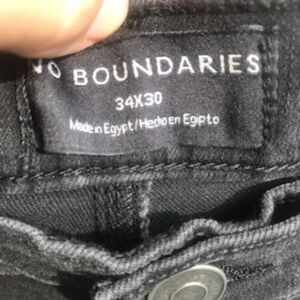 NO BOUNDARIES
34X30
Made in Egypt/Hecho en Egipto